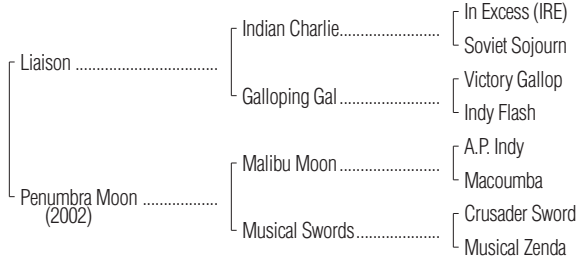 In Excess (IRE)
Indian Charlie
Soviet Sojourn
Liaison
Victory Gallop
Galloping Gal
Indy Flash
A.P. Indy
Malibu Moon
Macoumba
Penumbra Moon
(2002)
Crusader Sword
Musical Swords
Musical Zenda